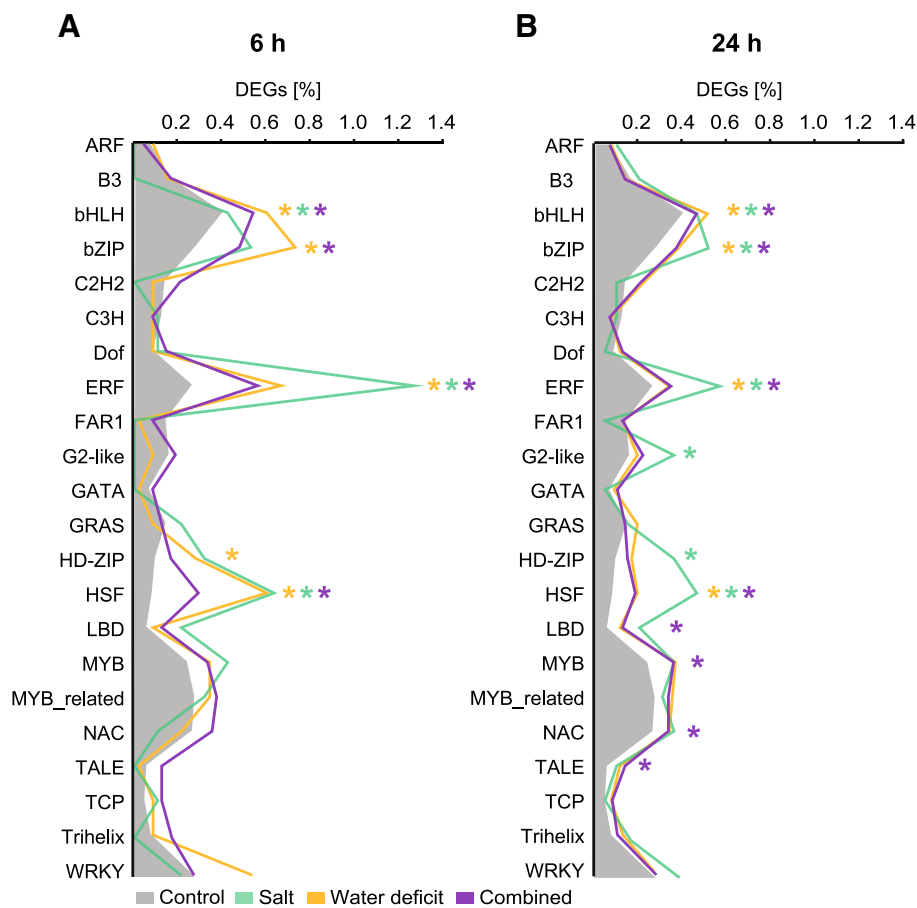 A
6 h
DEGs [%]
0.2 0.4 0.6 0.8 1.0 1.2 1.4
ARF
B3
bHLH
* * *
bZIP
* *
C2H2
C3H
Dof
ERF
* * *
FAR1
G2-like
GATA
GRAS
HD-ZIP
*
HSF
* * *
LBD
MYB
MYB_related
NAC
TALE
TCP
Trihelix
WRKY
B
24 h
DEGs [%]
0.2 0.4 0.6 0.8 1.0 1.2 1.4
ARF
B3
bHLH
* * *
bZIP
* * *
C2H2
C3H
Dof
ERF
* * *
FAR1
G2-like
*
GATA
GRAS
HD-ZIP
*
HSF
* * *
LBD
*
MYB
*
MYB_related
NAC
*
TALE
*
TCP
Trihelix
WRKY
Control Salt Water deficit Combined